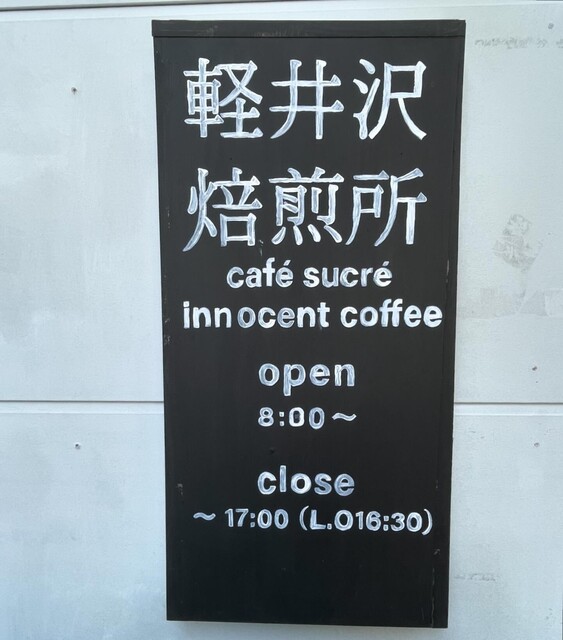 軽井沢
焙煎所
café sucré
innocent coffee
open
8:00～
close
～17:00（L.O16:30）